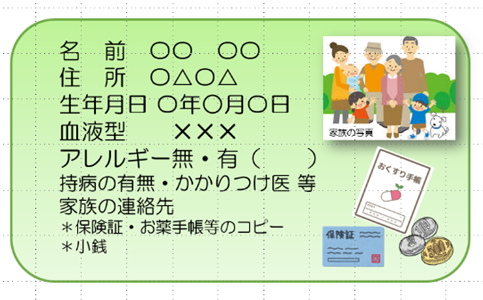 名　前　〇〇　〇〇
住　所　〇△〇△
生年月日 〇年〇月〇日
血液型　　×××
アレルギー無・有（　　）
持病の有無・かかりつけ医 等
家族の連絡先
＊保険証・お薬手帳等のコピー
＊小銭
家族の写真
おくすり手帳
保険証